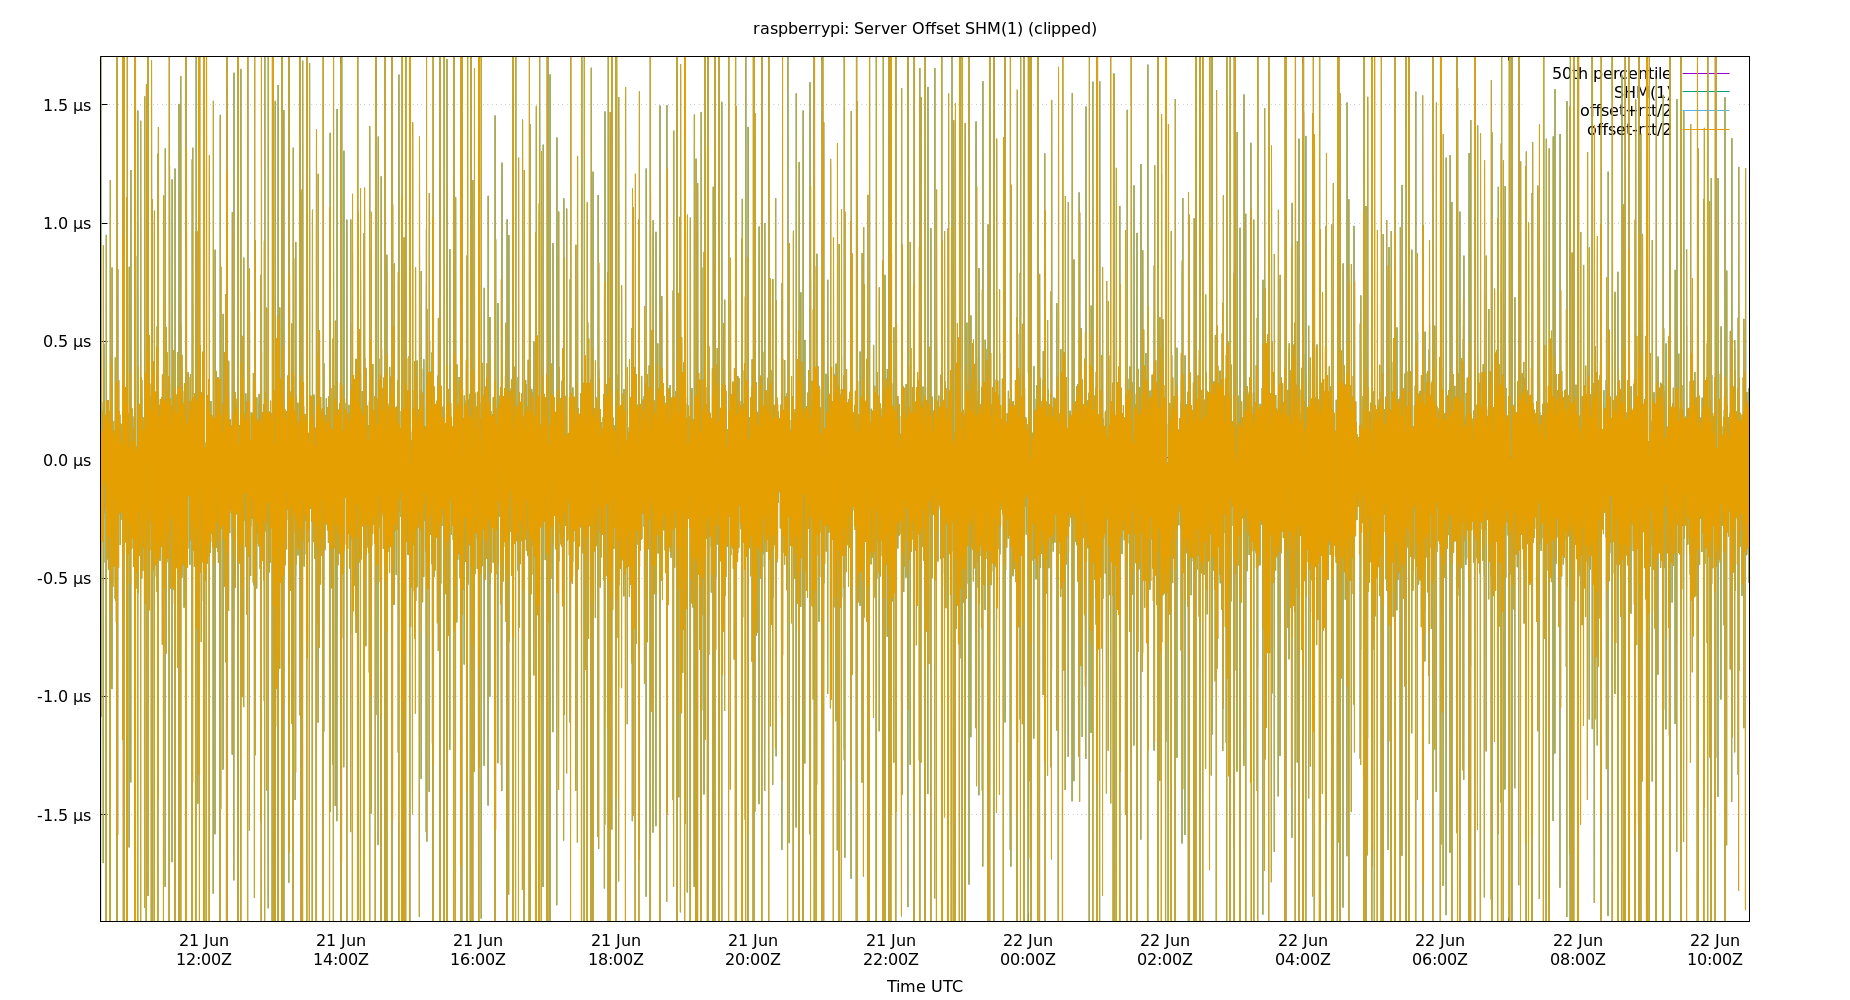 raspberrypi: Server Offset SHM(1) (clipped)
50th percentile
SHM(1)
offset+rtt/2
offset-rtt/2
1.5 µs
1.0 µs
0.5 µs
0.0 µs
-0.5 µs
-1.0 µs
-1.5 µs
21 Jun 21 Jun 21 Jun 21 Jun 21 Jun 21 Jun 22 Jun 22 Jun 22 Jun 22 Jun 22 Jun 22 Jun
12:00Z 14:00Z 16:00Z 18:00Z 20:00Z 22:00Z 00:00Z 02:00Z 04:00Z 06:00Z 08:00Z 10:00Z
Time UTC